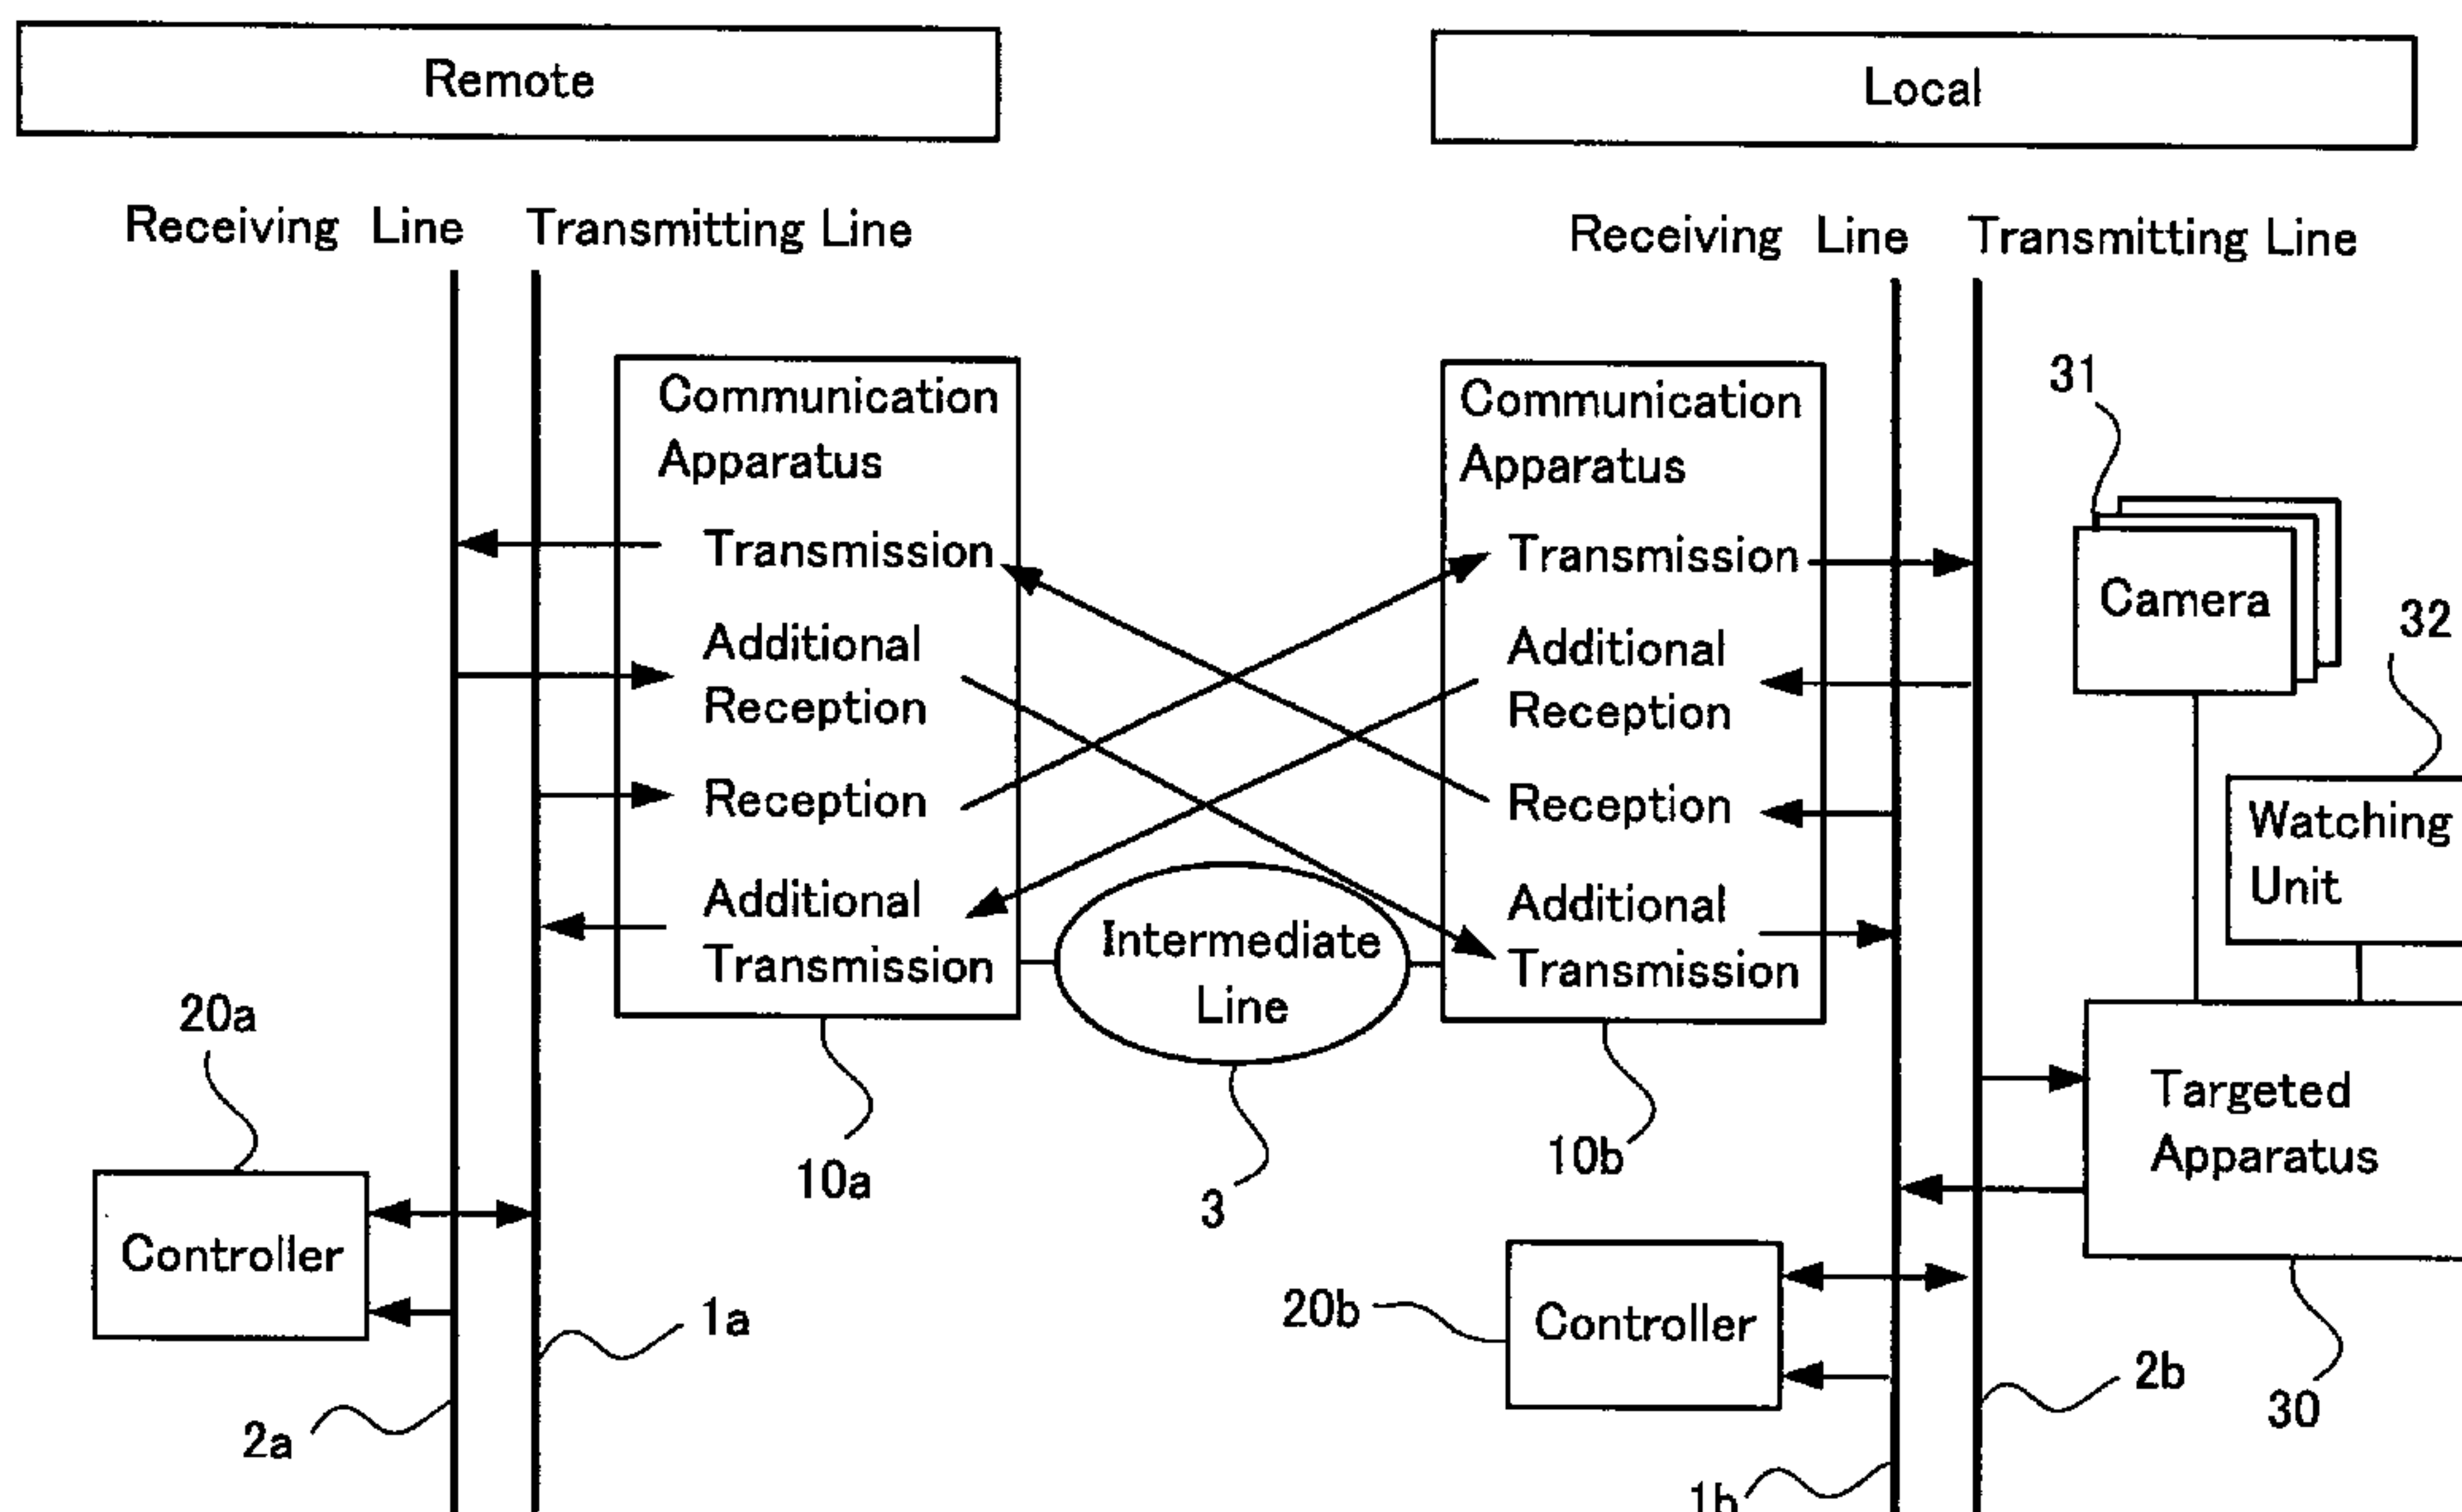 Remote
Local
Receiving Line
Transmitting Line
Receiving Line
Transmitting Line
Communication
Apparatus
Transmission
Additional
Reception
Reception
Additional
Transmission
Communication
Apparatus
Transmission
Additional
Reception
Reception
Additional
Transmission
Intermediate
Line
31
Camera
32
Watching
Unit
Targeted
Apparatus
20a
Controller
10a
3
10b
1a
2a
20b
Controller
2b
30
1b